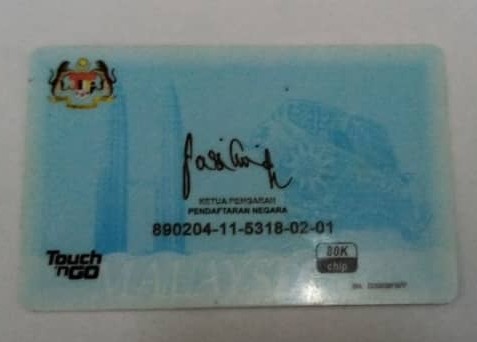 KETUA PENGARAH
PENDAFTARAN NEGARA
890204-11-5318-02-01
Touch
'n GO
80K
chip
MALAYSIA